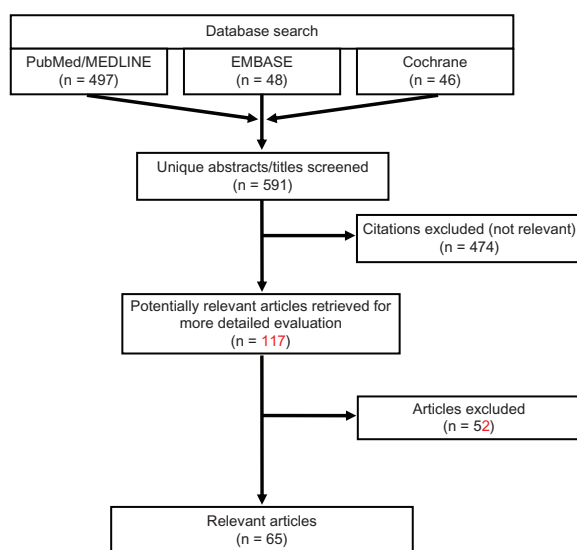 Database search
PubMed/MEDLINE
(n = 497)
EMBASE
(n = 48)
Cochrane
(n = 46)
Unique abstracts/titles screened
(n = 591)
Citations excluded (not relevant)
(n = 474)
Potentially relevant articles retrieved for
more detailed evaluation
(n = 117)
Articles excluded
(n = 52)
Relevant articles
(n = 65)